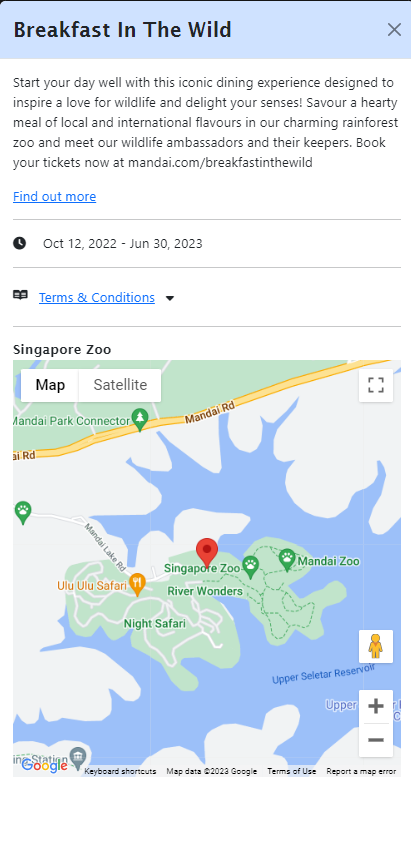 Breakfast In The Wild
Start your day well with this iconic dining experience designed to
inspire a love for wildlife and delight your senses! Savour a hearty
meal of local and international flavours in our charming rainforest
zoo and meet our wildlife ambassadors and their keepers. Book
your tickets now at mandai.com/breakfastinthewild
Find out more
Oct 12, 2022 - Jun 30, 2023
Terms & Conditions
Singapore Zoo
Map Satellite
Mandai Rd
Mandai Park Connector
ai Rd
Mandai Lake Rd
Singapore Zoo
Mandai Zoo
Ulu Ulu Safari
River Wonders
Night Safari
Upper Seletar Reservoir
Upper
ing Station
Google
Keyboard shortcuts Map data ©2023 Google Terms of Use Report a map error